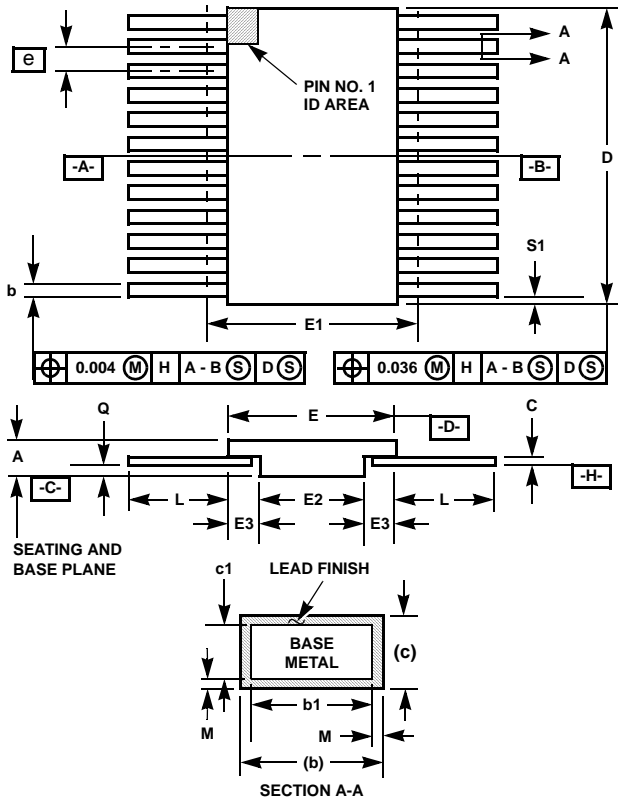 e
A
A
PIN NO. 1
ID AREA
-A-
-B-
D
S1
b
E1
0.004 M H A - B S D S
0.036 M H A - B S D S
Q
E
-D-
C
A
-C-
-H-
L
E3
E2
E3
L
SEATING AND
BASE PLANE
c1
LEAD FINISH
BASE
METAL
(c)
M
b1
M
(b)
SECTION A-A